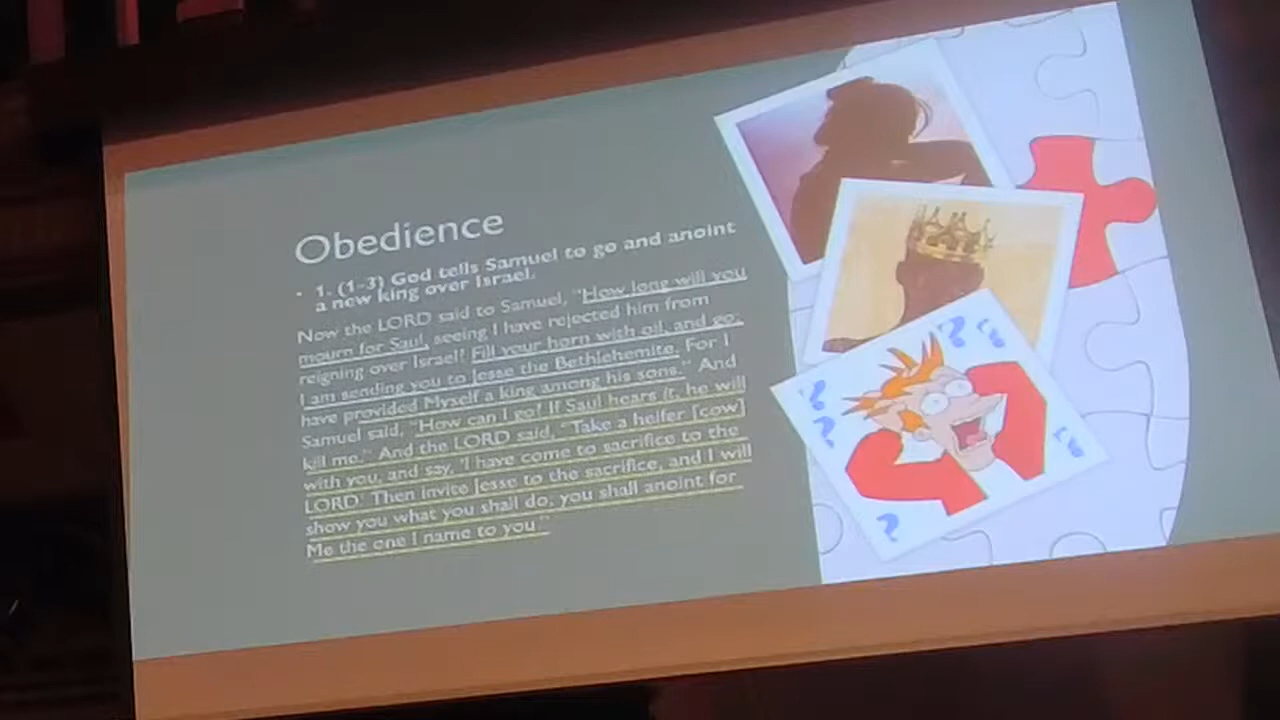 Obedience
• 1. (1-3) God tells Samuel to go and anoint
a new king over Israel.
Now the LORD said to Samuel, "How long will you
mourn for Saul, seeing I have rejected him from
reigning over Israel? Fill your horn with oil, and go;
I am sending you to Jesse the Bethlehemite. For I
have provided Myself a king among his sons." And
Samuel said, "How can I go? If Saul hears it, he will
kill me." And the LORD said, "Take a heifer [cow]
with you, and say, 'I have come to sacrifice to the
LORD.' Then invite Jesse to the sacrifice, and I will
show you what you shall do; you shall anoint for
Me the one I name to you."